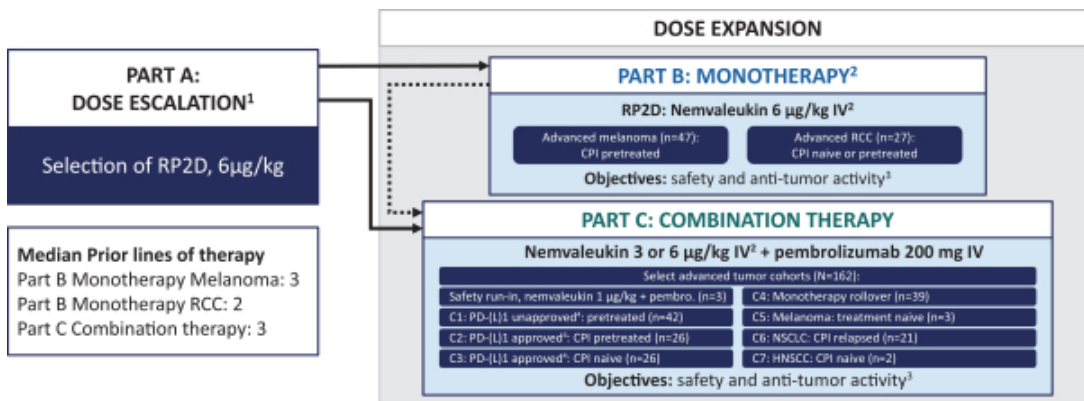 DOSE EXPANSION
PART A:
DOSE ESCALATION¹
Selection of RP2D, 6µg/kg
Median Prior lines of therapy
Part B Monotherapy Melanoma: 3
Part B Monotherapy RCC: 2
Part C Combination therapy: 3
PART B: MONOTHERAPY²
RP2D: Nemvaleukin 6 µg/kg IV²
Advanced melanoma (n=47):
CPI pretreated
Advanced RCC (n=27):
CPI naive or pretreated
Objectives: safety and anti-tumor activity³
PART C: COMBINATION THERAPY
Nemvaleukin 3 or 6 µg/kg IV² + pembrolizumab 200 mg IV
Select advanced tumor cohorts (N=162):
Safety run-in, nemvaleukin 1 µg/kg + pembro. (n=3)
C1: PD-(L)1 unapproved⁴: pretreated (n=42)
C2: PD-(L)1 approved⁴: CPI pretreated (n=26)
C3: PD-(L)1 approved⁴: CPI naive (n=26)
C4: Monotherapy rollover (n=39)
C5: Melanoma: treatment naive (n=3)
C6: NSCLC: CPI relapsed (n=21)
C7: HNSCC: CPI naive (n=2)
Objectives: safety and anti-tumor activity³